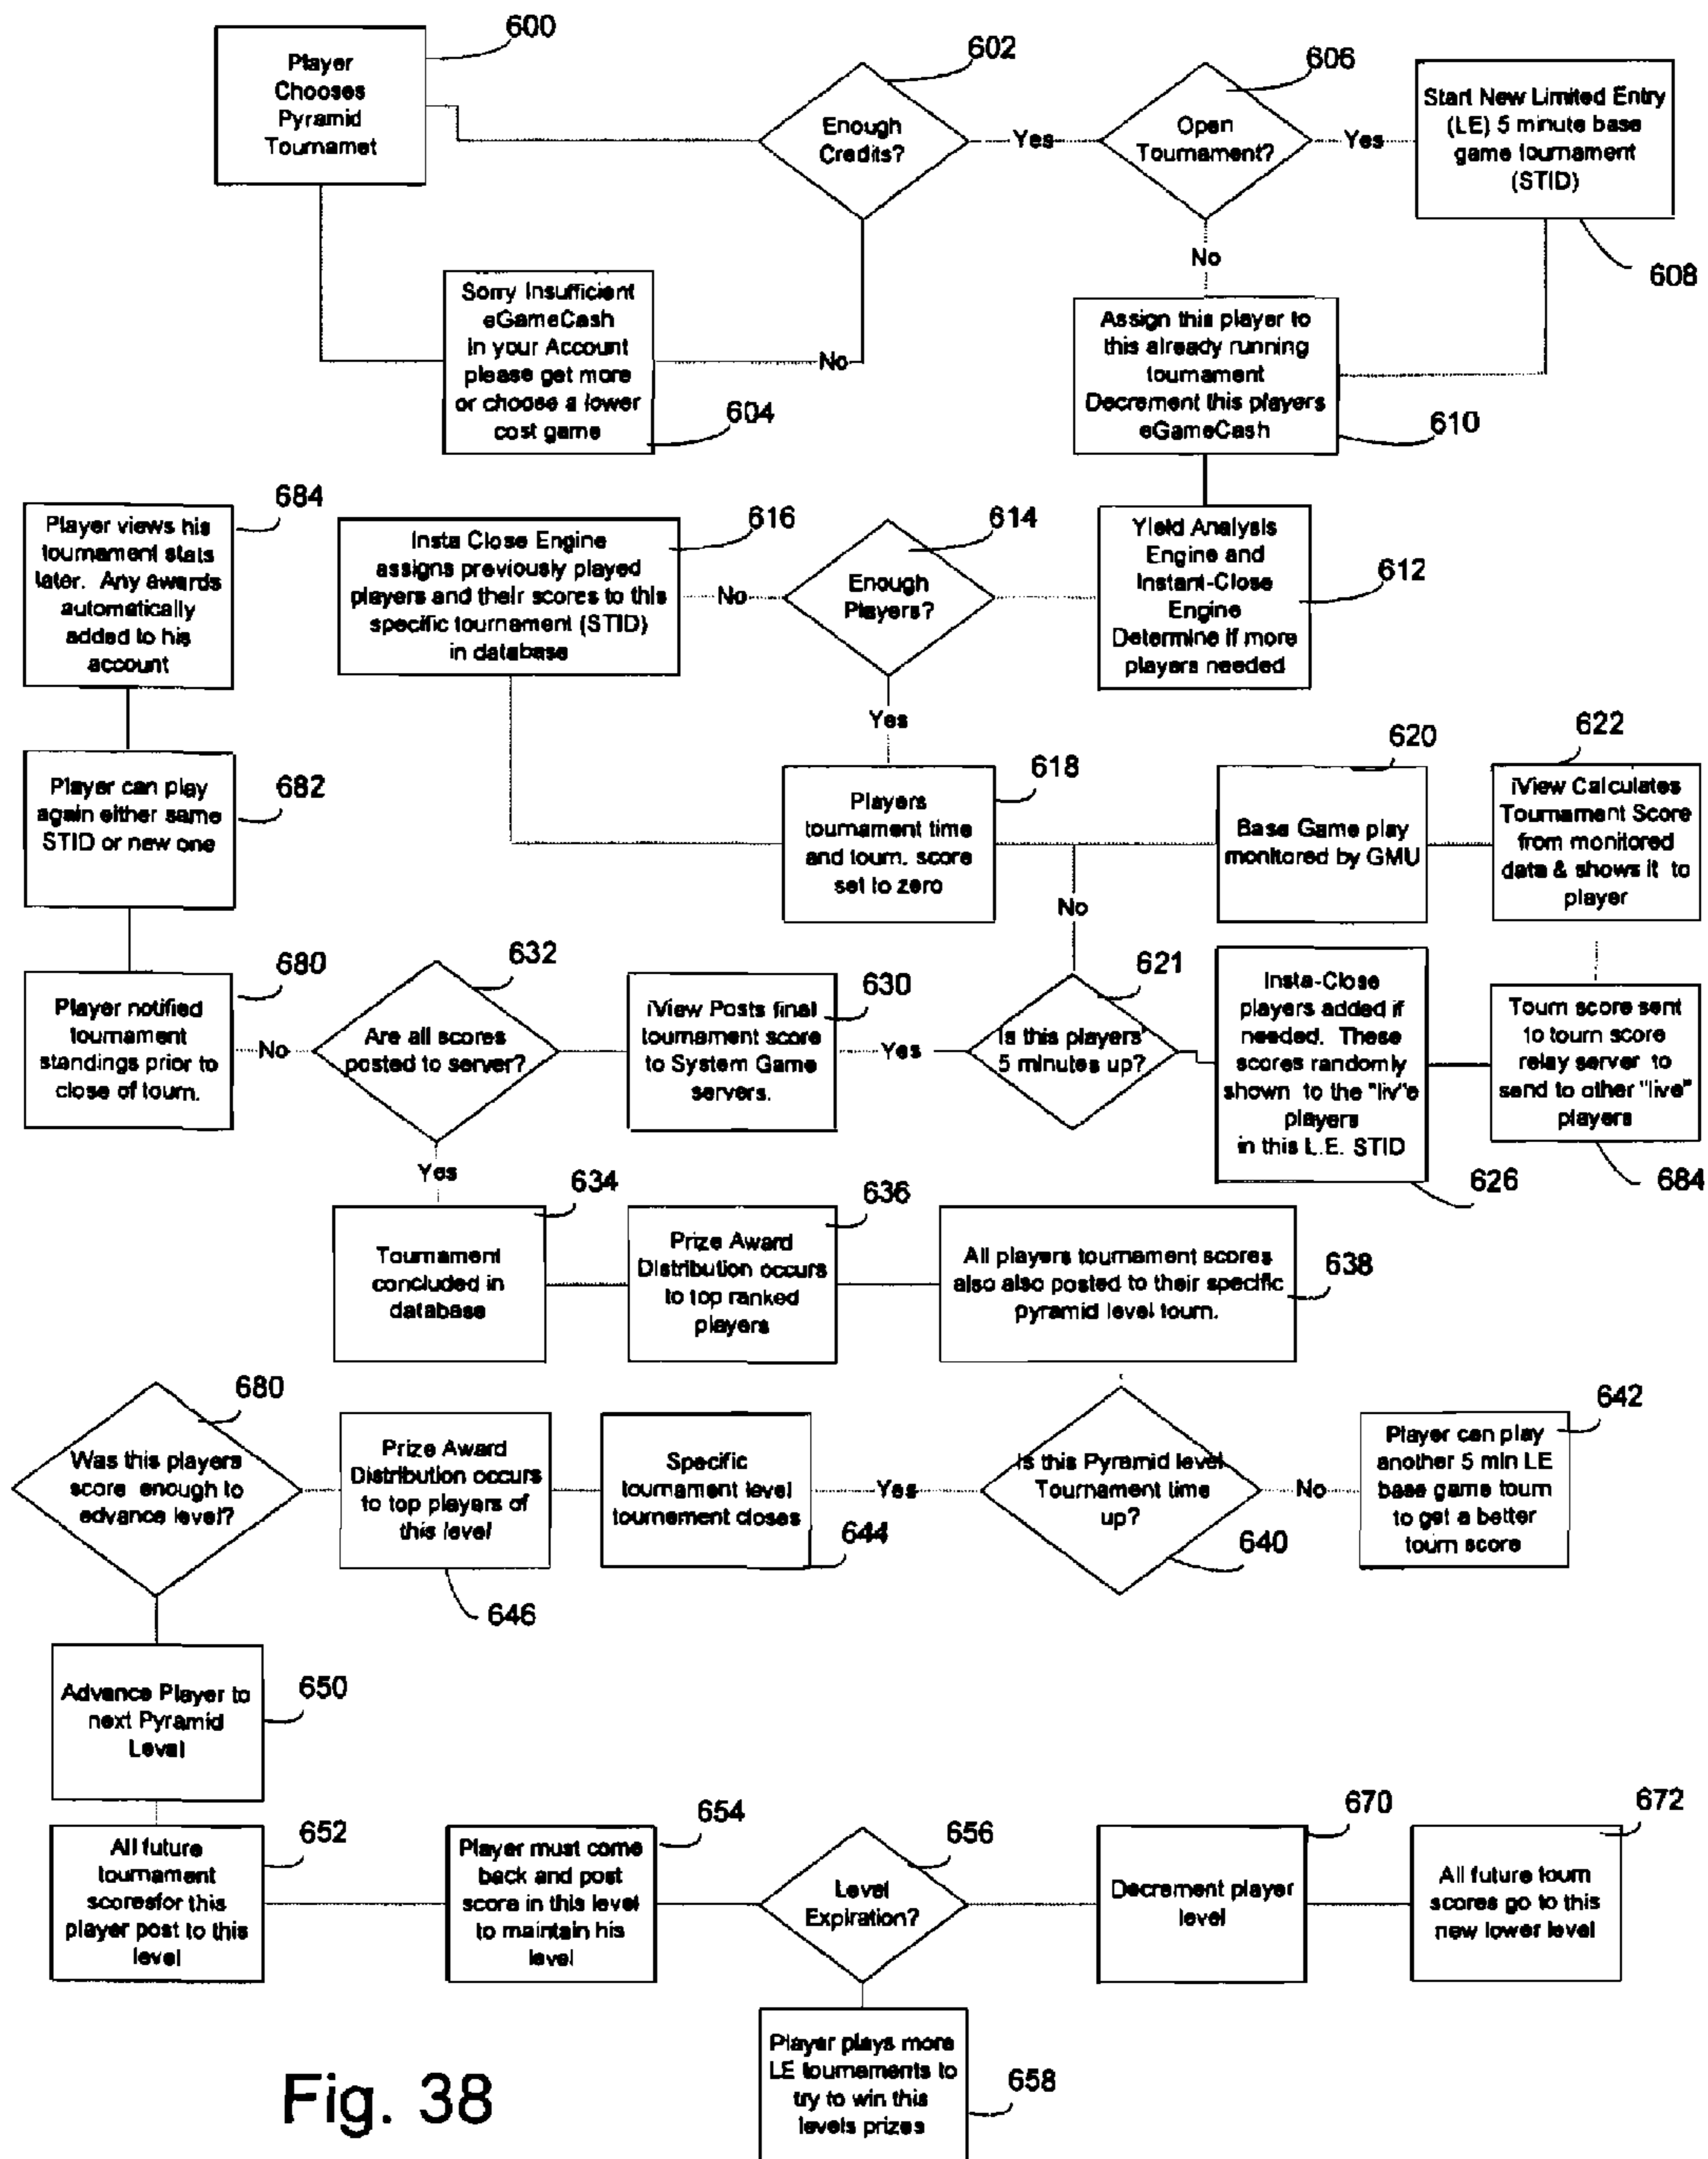 600
Player
Chooses
Pyramid
Tournamet
602
Enough
Credits?
Yes
606
Open
Tournament?
Yes
Start New Limited Entry
(LE) 5 minute base
game tournament
(STID)
608
No
Sorry Insufficient
eGameCash
in your Account
please get more
or choose a lower
cost game
604
No
Assign this player to
this already running
tournament
Decrement this players
eGameCash
610
684
Player views his
tournament stats
later. Any awards
automatically
added to his
account
616
Insta Close Engine
assigns previously played
players and their scores to this
specific tournament (STID)
in database
No
614
Enough
Players?
Yield Analysis
Engine and
Instant-Close
Engine
Determine if more
players needed
612
Yes
682
Player can play
again either same
STID or new one
618
Players
tournament time
and tourn. score
set to zero
620
Base Game play
monitored by GMU
622
iView Calculates
Tournament Score
from monitored
data & shows it to
player
No
680
Player notified
tournament
standings prior to
close of tourn.
No
632
Are all scores
posted to server?
630
iView Posts final
tournament score
to System Game
servers.
Yes
621
Is this players'
5 minutes up?
Insta-Close
players added if
needed. These
scores randomly
shown to the "liv"e
players
in this L.E. STID
626
Tourn score sent
to tourn score
relay server to
send to other "live"
players
684
Yes
634
Tournament
concluded in
database
636
Prize Award
Distribution occurs
to top ranked
players
All players tournament scores
also also posted to their specific
pyramid level tourn.
638
680
Was this players
score enough to
advance level?
Prize Award
Distribution occurs
to top players of
this level
646
Specific
tournament level
tournement closes
644
Yes
Is this Pyramid level
Tournament time
up?
640
No
642
Player can play
another 5 min LE
base game tourn
to get a better
tourn score
Advance Player to
next Pyramid
Level
650
All future
tournament
scoresfor this
player post to this
level
652
Player must come
back and post
score in this level
to maintain his
level
654
Level
Expiration?
656
Decrement player
level
670
All future tourn
scores go to this
new lower level
672
Player plays more
LE tournaments to
try to win this
levels prizes
658
Fig. 38